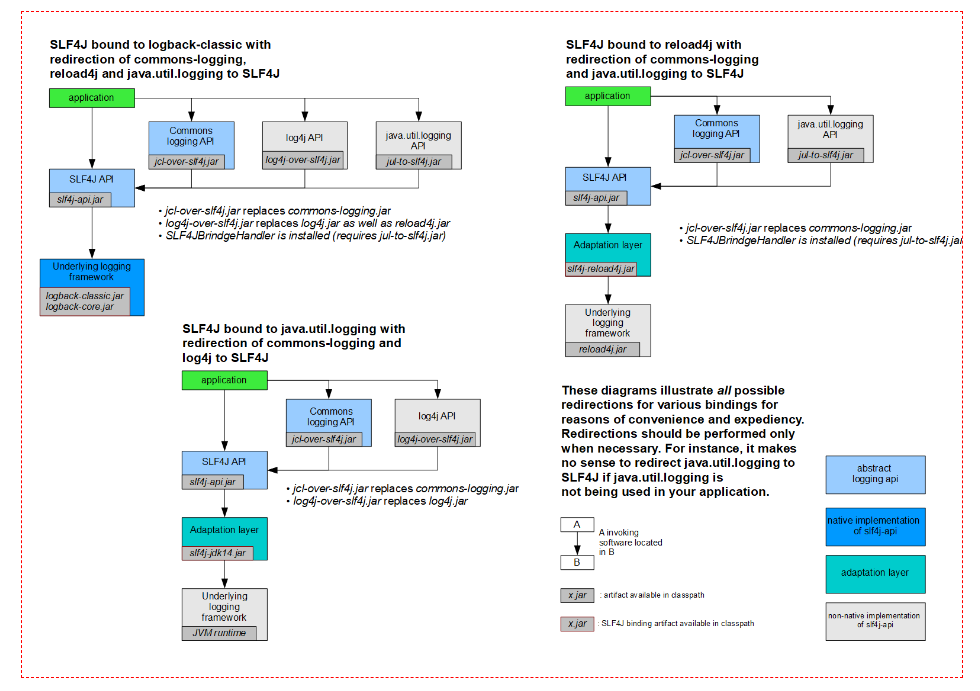 SLF4J bound to logback-classic with
redirection of commons-logging,
reload4j and java.util.logging to SLF4J
application
Commons
logging API
jcl-over-slf4j.jar
log4j API
log4j-over-slf4j.jar
java.util.logging
API
jul-to-slf4j.jar
SLF4J API
slf4j-api.jar
• jcl-over-slf4j.jar replaces commons-logging.jar
• log4j-over-slf4j.jar replaces log4j.jar as well as reload4j.jar
• SLF4JBrindgeHandler is installed (requires jul-to-slf4j.jar)
Underlying logging
framework
logback-classic.jar
logback-core.jar
SLF4J bound to reload4j with
redirection of commons-logging
and java.util.logging to SLF4J
application
Commons
logging API
jcl-over-slf4j.jar
java.util.logging
API
jul-to-slf4j.jar
SLF4J API
slf4j-api.jar
• jcl-over-slf4j.jar replaces commons-logging.jar
• SLF4JBrindgeHandler is installed (requires jul-to-slf4j.jar
Adaptation layer
slf4j-reload4j.jar
Underlying
logging
framework
reload4j.jar
SLF4J bound to java.util.logging with
redirection of commons-logging and
log4j to SLF4J
application
Commons
logging API
jcl-over-slf4j.jar
log4j API
log4j-over-slf4j.jar
SLF4J API
slf4j-api.jar
• jcl-over-slf4j.jar replaces commons-logging.jar
• log4j-over-slf4j.jar replaces log4j.jar
Adaptation layer
slf4j-jdk14.jar
Underlying
logging
framework
JVM runtime
These diagrams illustrate all possible
redirections for various bindings for
reasons of convenience and expediency.
Redirections should be performed only
when necessary. For instance, it makes
no sense to redirect java.util.logging to
SLF4J if java.util.logging is
not being used in your application.
A
B
A invoking
software located
in B
x.jar : artifact available in classpath
x.jar : SLF4J binding artifact available in classpath
abstract
logging api
native implementation
of slf4j-api
adaptation layer
non-native implementation
of slf4j-api